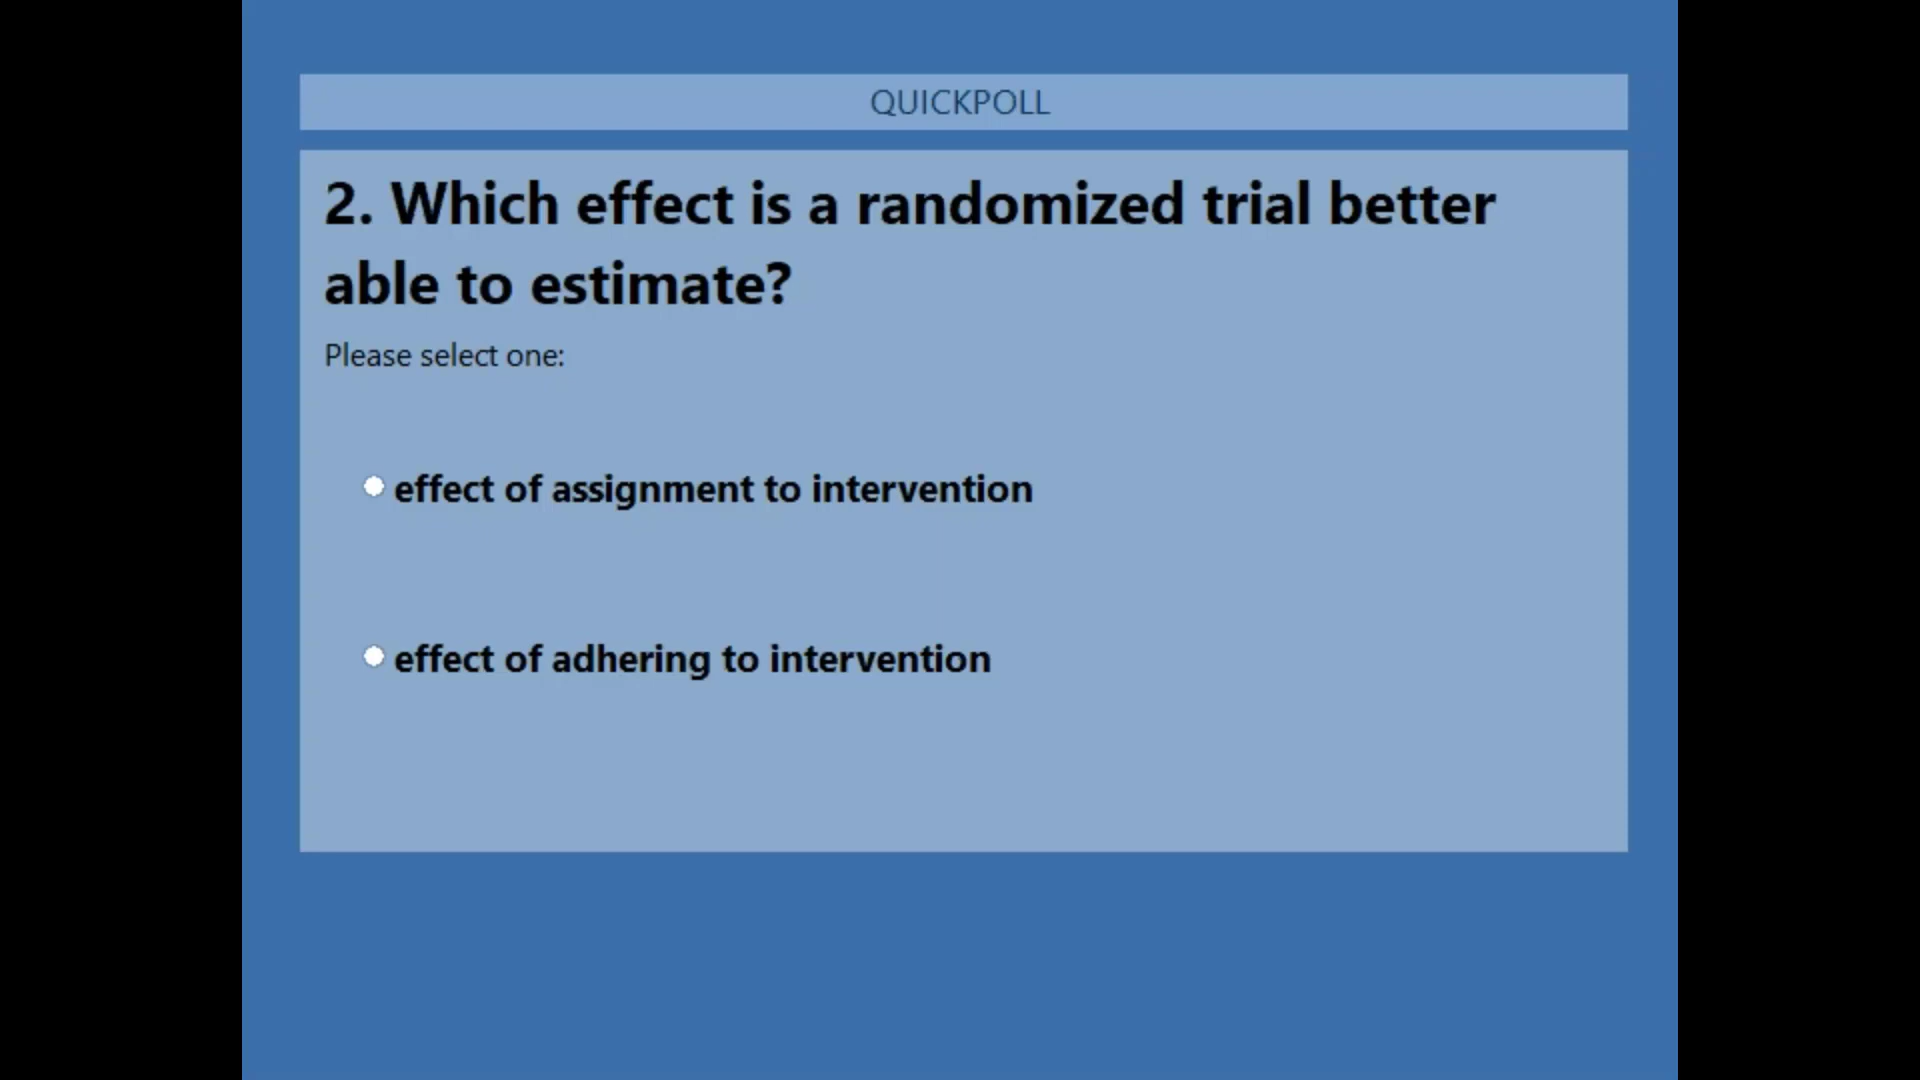 QUICKPOLL
2. Which effect is a randomized trial better
able to estimate?
Please select one:
effect of assignment to intervention
effect of adhering to intervention